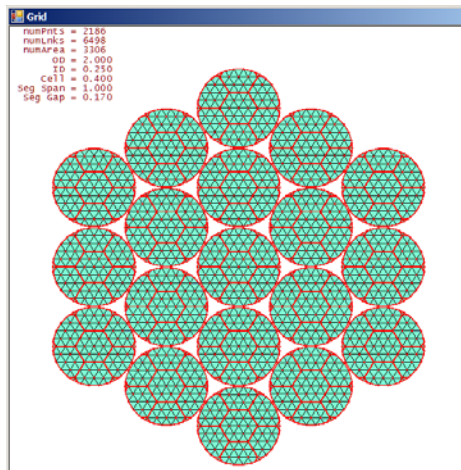 Grid
numPnts = 2186
numLnks = 6498
numArea = 3306
OD = 2.000
ID = 0.250
Cell = 0.400
Seg Span = 1.000
Seg Gap = 0.170